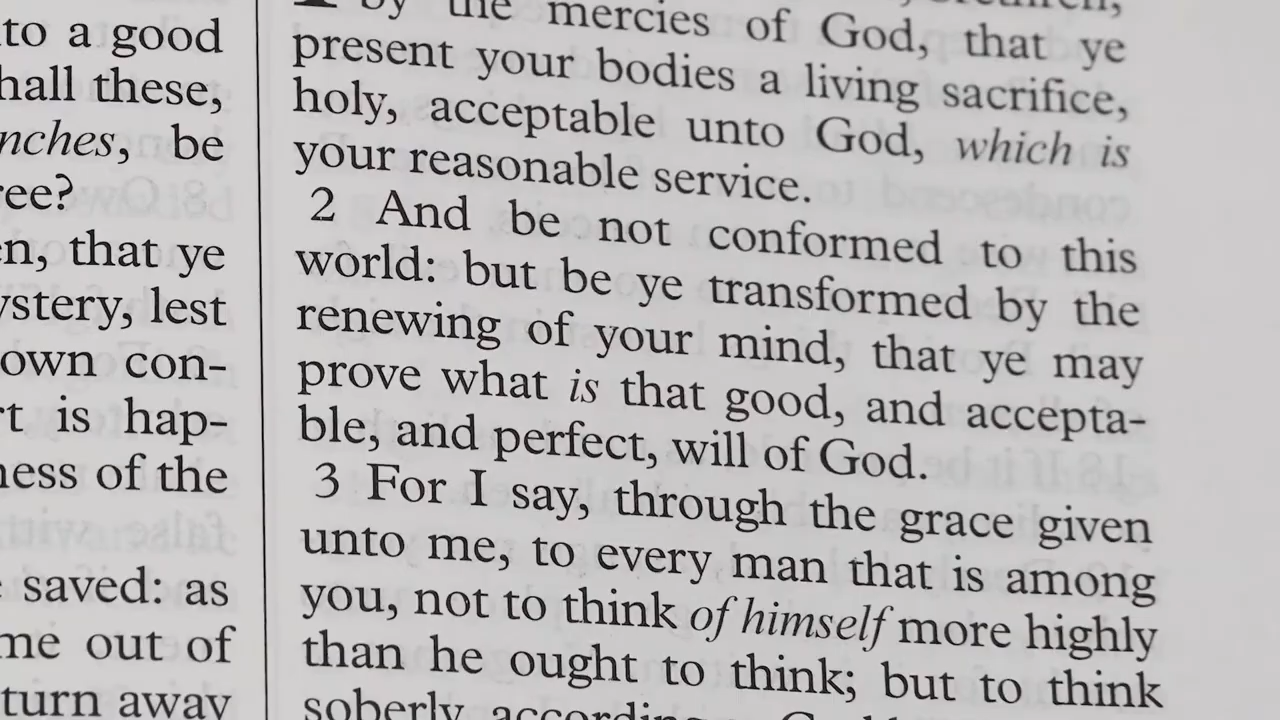 to a good
hall these,
nches, be
ree?
en, that ye
ystery, lest
own con-
rt is hap-
ness of the
saved: as
me out of
turn away
by the mercies of God, that ye
present your bodies a living sacrifice,
holy, acceptable unto God, which is
your reasonable service.
2 And be not conformed to this
world: but be ye transformed by the
renewing of your mind, that ye may
prove what is that good, and accepta-
ble, and perfect, will of God.
3 For I say, through the grace given
unto me, to every man that is among
you, not to think of himself more highly
than he ought to think; but to think
soberly